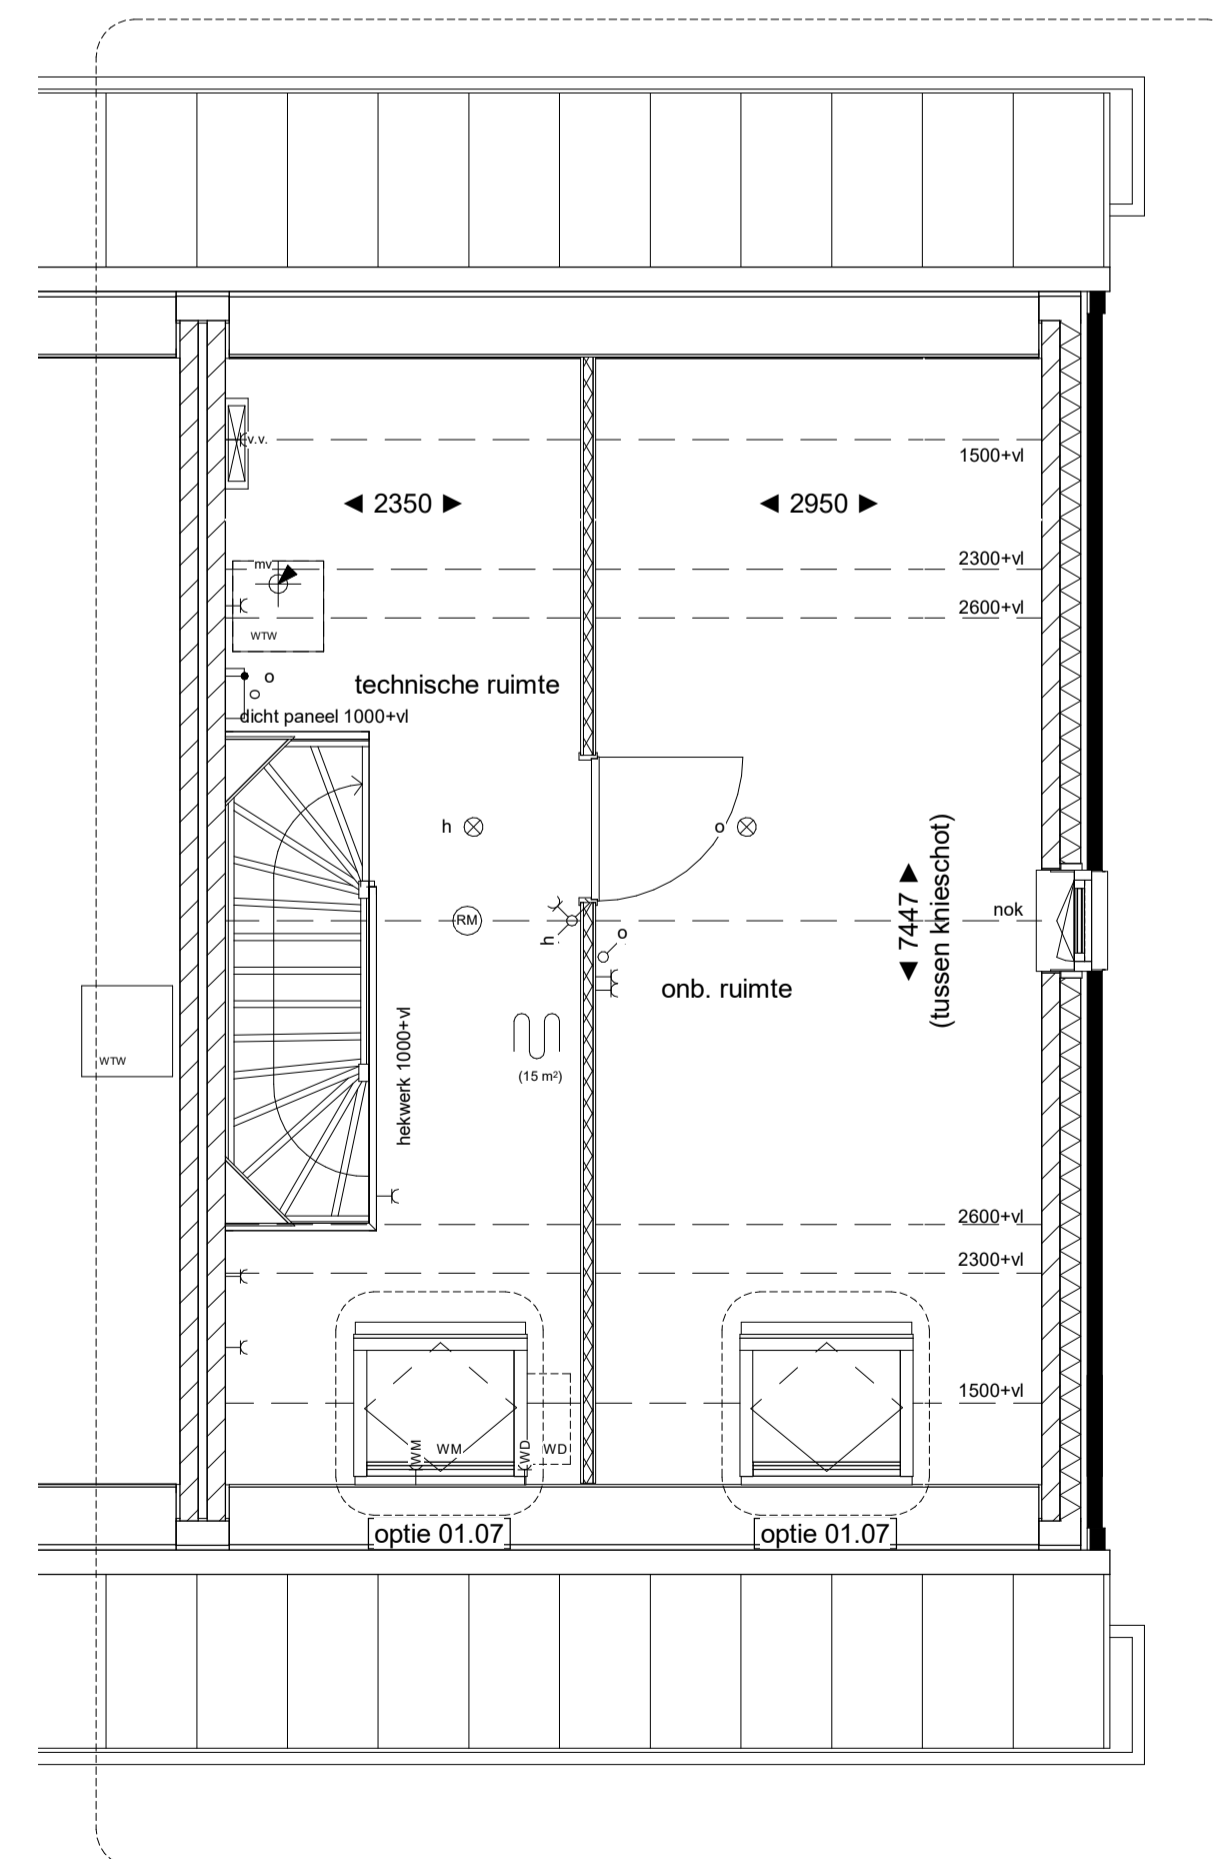 v.v.
1500+vl
◄ 2350 ►
◄ 2950 ►
mv
2300+vl
2600+vl
WTW
o
o
technische ruimte
dicht paneel 1000+vl
h
o
RM
h
o
nok
◄ 7447 ►
(tussen knieschot)
onb. ruimte
hekwerk 1000+vl
(15 m²)
WTW
2600+vl
2300+vl
1500+vl
WM
WM
WD
WD
optie 01.07
optie 01.07